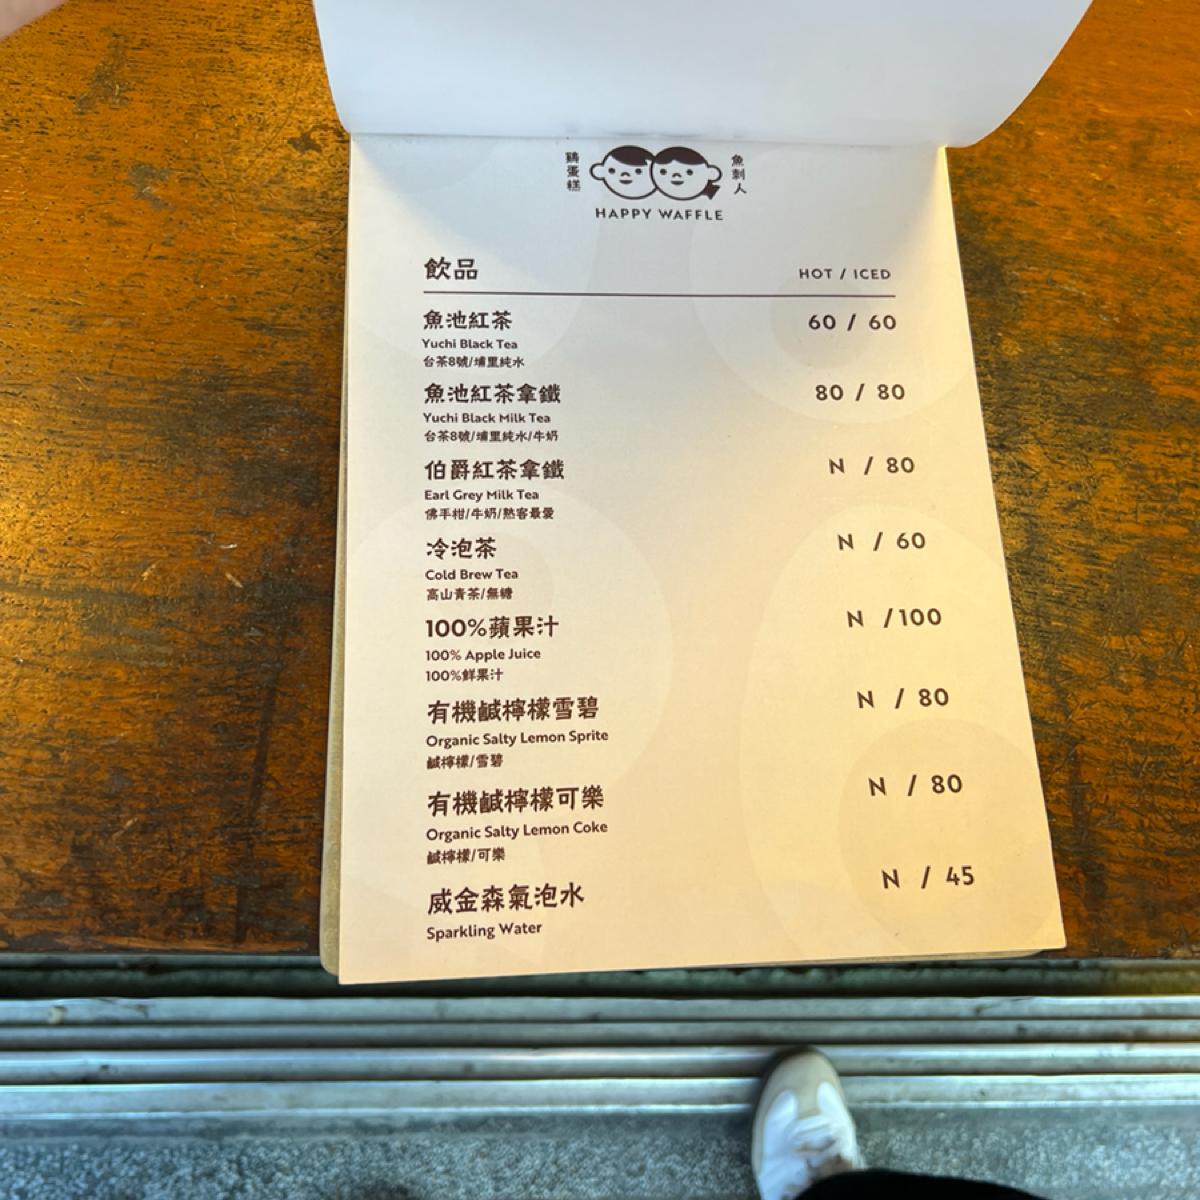 鷄蛋糕
魚刺人
HAPPY WAFFLE
飲品 HOT / ICED
魚池紅茶 60 / 60
Yuchi Black Tea
台茶8號/埔里純水
魚池紅茶拿鐵 80 / 80
Yuchi Black Milk Tea
台茶8號/埔里純水/牛奶
伯爵紅茶拿鐵 N / 80
Earl Grey Milk Tea
佛手柑/牛奶/熟客最愛
冷泡茶 N / 60
Cold Brew Tea
高山青茶/無糖
100%蘋果汁 N /100
100% Apple Juice
100%鮮果汁
有機鹹檸檬雪碧 N / 80
Organic Salty Lemon Sprite
鹹檸檬/雪碧
有機鹹檸檬可樂 N / 80
Organic Salty Lemon Coke
鹹檸檬/可樂
威金森氣泡水 N / 45
Sparkling Water